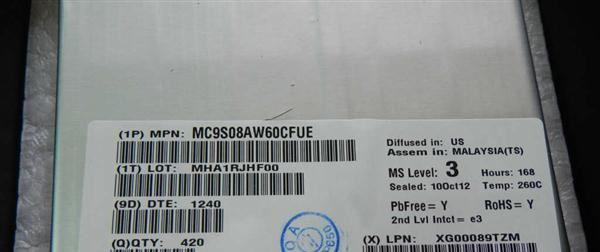 (1P) MPN: MC9S08AW60CFUE
(1T) LOT: MHA1RJHF00
(9D) DTE: 1240
(Q)QTY: 420
Diffused in: US
Assem in: MALAYSIA(TS)
MS Level: 3 Hours: 168
Sealed: 10Oct12 Temp: 260C
PbFree= Y RoHS= Y
2nd Lvl Intct= e3
(X) LPN: XG00089TZM